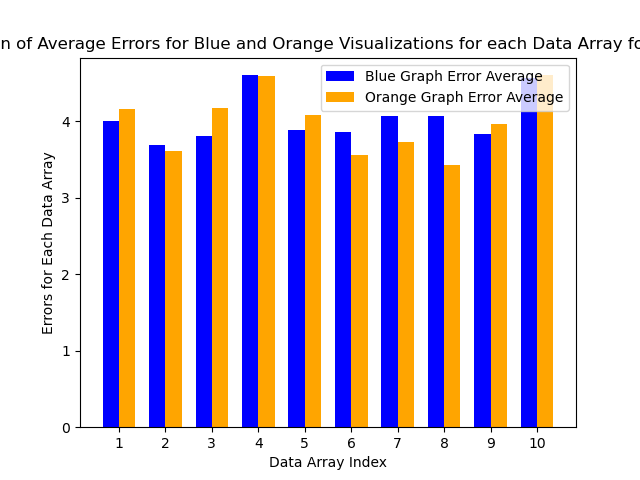 n of Average Errors for Blue and Orange Visualizations for each Data Array fo
Blue Graph Error Average
Orange Graph Error Average
Errors for Each Data Array
4
3
2
1
0
1 2 3 4 5 6 7 8 9 10
Data Array Index